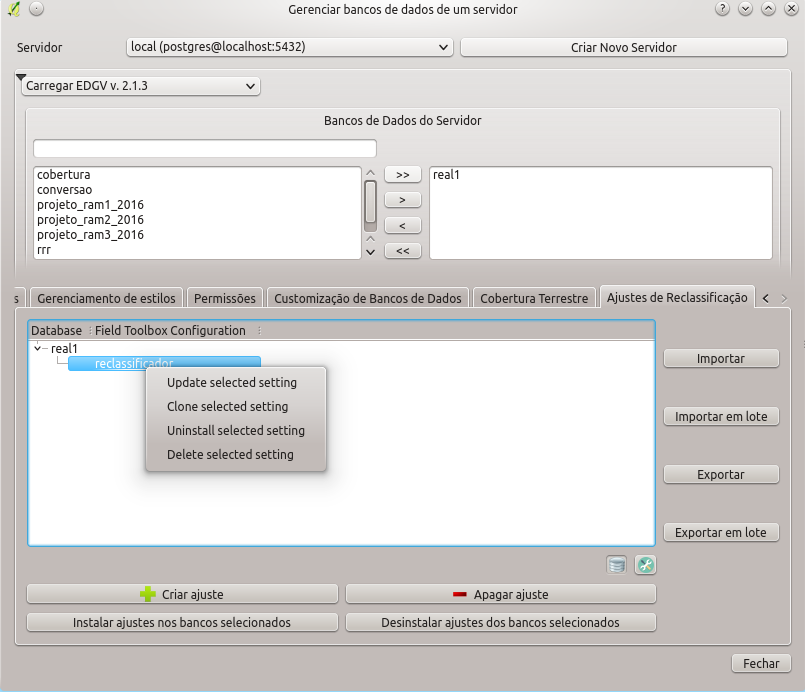 Gerenciar bancos de dados de um servidor
Servidor
local (postgres@localhost:5432)
Criar Novo Servidor
Carregar EDGV v. 2.1.3
Bancos de Dados do Servidor
cobertura
conversao
projeto_ram1_2016
projeto_ram2_2016
projeto_ram3_2016
rrr
>>
>
<
<<
real1
s
Gerenciamento de estilos
Permissões
Customização de Bancos de Dados
Cobertura Terrestre
Ajustes de Reclassificação
Database
Field Toolbox Configuration
real1
reclassificador
Update selected setting
Clone selected setting
Uninstall selected setting
Delete selected setting
Importar
Importar em lote
Exportar
Exportar em lote
Criar ajuste
Apagar ajuste
Instalar ajustes nos bancos selecionados
Desinstalar ajustes dos bancos selecionados
Fechar